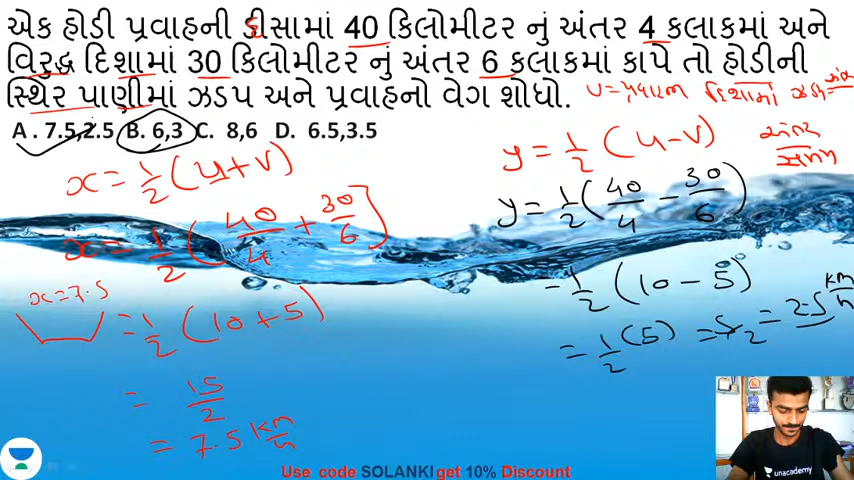 એક હોડી પ્રવાહની દીસામાં 40 કિલોમીટર નું અંતર 4 કલાકમાં અને
વિરુદ્ધ દિશામાં 30 કિલોમીટર નું અંતર 6 કલાકમાં કાપે તો હોડીની
સ્થિર પાણીમાં ઝડપ અને પ્રવાહનો વેગ શોધો.
A . 7.5,2.5 B. 6,3 C. 8,6 D. 6.5,3.5
x = 1/2 (u + v)
x = 1/2 (40/4 + 30/6)
x = 7.5
= 1/2 (10 + 5)
= 15/2
= 7.5 km/h
દિશામાં
અંતર
સમય
y = 1/2 (u - v)
y = 1/2 (40/4 - 30/6)
= 1/2 (10 - 5)
= 1/2 (5) = 5/2 = 2.5 km/h
unacademy
Use code SOLANKI get 10% Discount